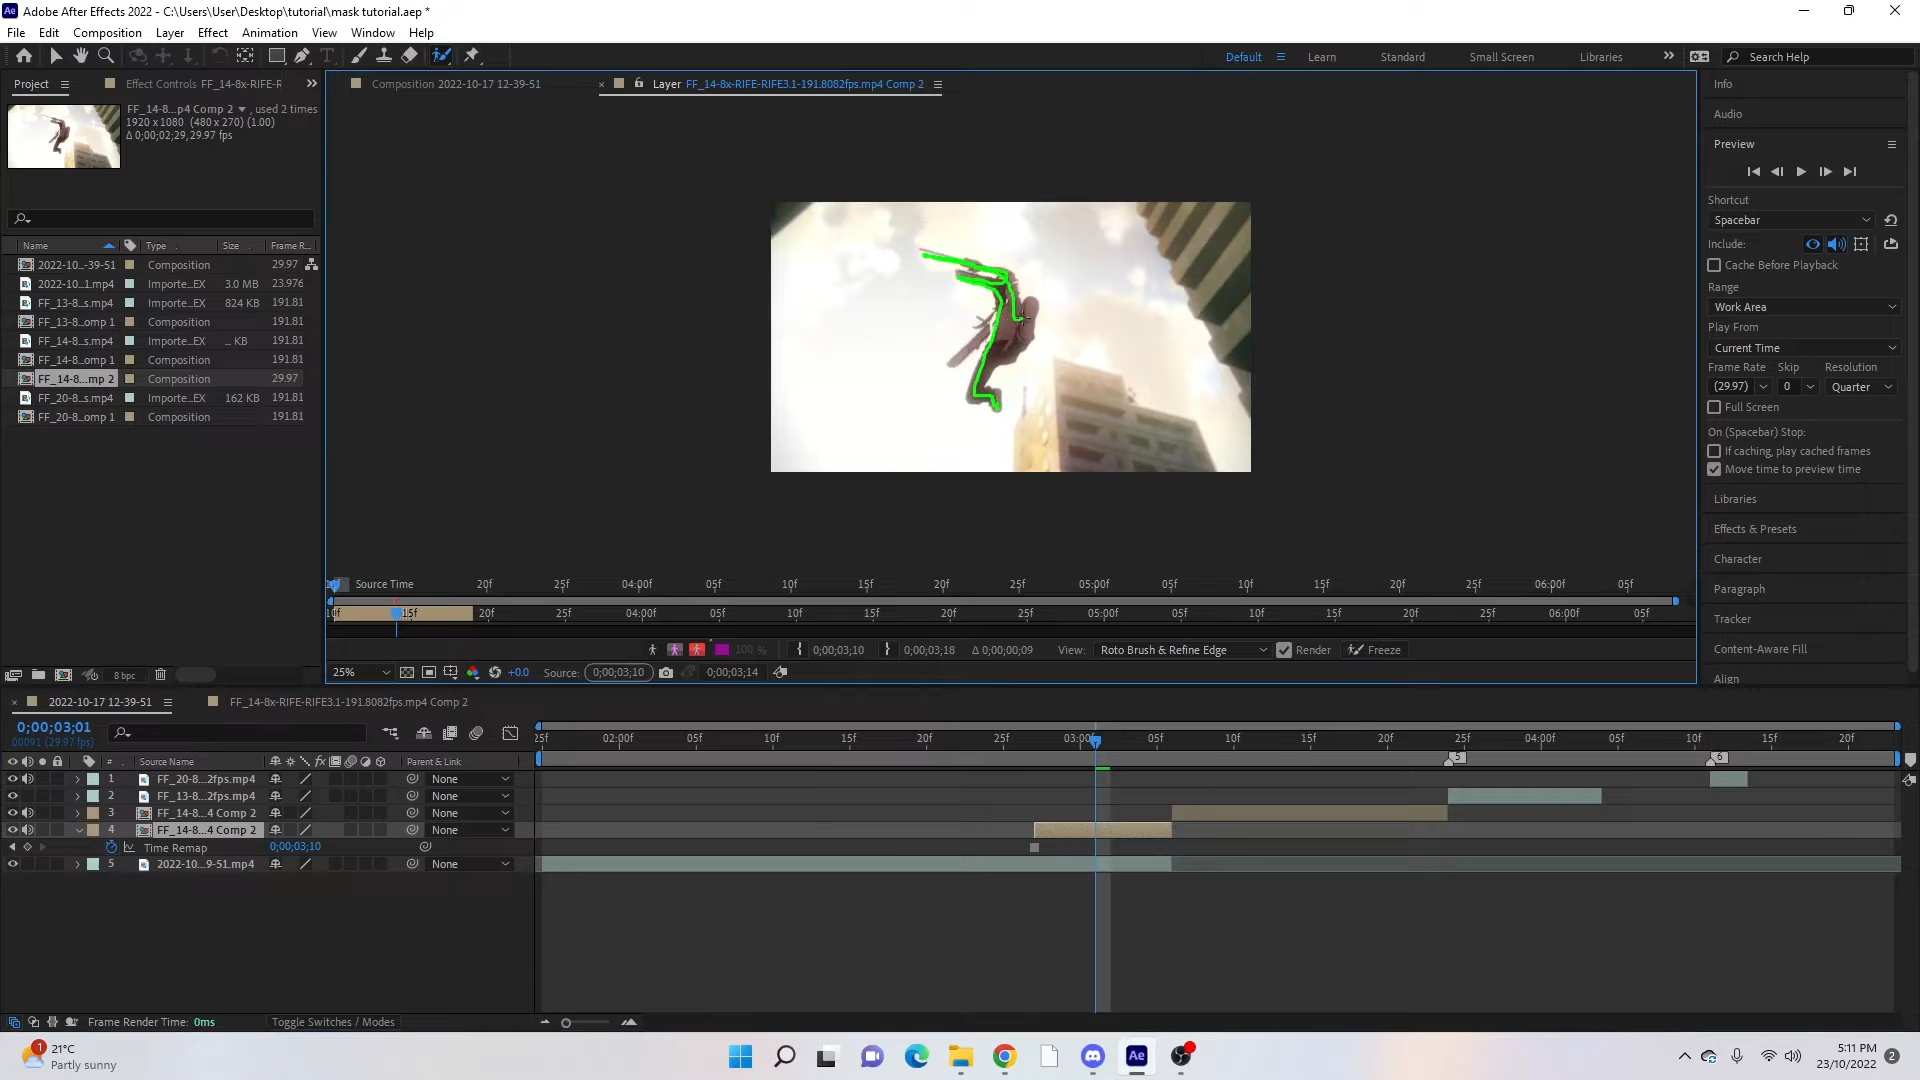 Adobe After Effects 2022 - C:\Users\User\Desktop\tutorial\mask tutorial.aep *
File Edit Composition Layer Effect Animation View Window Help
Default Learn Standard Small Screen Libraries Search Help
Project Effect Controls FF_14-8x-RIFE-R
Composition 2022-10-17 12-39-51
Layer FF_14-8x-RIFE-RIFE3.1-191.8082fps.mp4 Comp 2
FF_14-8...p4 Comp 2 , used 2 times
1920 x 1080 (480 x 270) (1.00)
Δ 0;00;02;29, 29.97 fps
Name Type Size Frame R...
2022-10...-39-51 Composition 29.97
2022-10...1.mp4 Importe...EX 3.0 MB 23.976
FF_13-8...s.mp4 Importe...EX 824 KB 191.81
FF_13-8...omp 1 Composition 191.81
FF_14-8...s.mp4 Importe...EX ... KB 191.81
FF_14-8...omp 1 Composition 191.81
FF_14-8...mp 2 Composition 29.97
FF_20-8...s.mp4 Importe...EX 162 KB 191.81
FF_20-8...omp 1 Composition 191.81
8 bpc
Source Time 20f 25f 04:00f 05f 10f 15f 20f 25f 05:00f 05f 10f 15f 20f 25f 06:00f 05f
15f 20f 25f 04:00f 05f 10f 15f 20f 25f 05:00f 05f 10f 15f 20f 25f 06:00f 05f
100 % 0;00;03;10 0;00;03;18 Δ 0;00;00;09 View: Roto Brush & Refine Edge Render Freeze
25% +0.0 Source: 0;00;03;10 0;00;03;14
Info
Audio
Preview
Shortcut
Spacebar
Include:
Cache Before Playback
Range
Work Area
Play From
Current Time
Frame Rate Skip Resolution
(29.97) 0 Quarter
Full Screen
On (Spacebar) Stop:
If caching, play cached frames
Move time to preview time
Libraries
Effects & Presets
Character
Paragraph
Tracker
Content-Aware Fill
Align
2022-10-17 12-39-51 FF_14-8x-RIFE-RIFE3.1-191.8082fps.mp4 Comp 2
0;00;03;01
00091 (29.97 fps)
25f 02:00f 05f 10f 15f 20f 25f 03:00f 05f 10f 15f 20f 25f 04:00f 05f 10f 15f 20f
# Source Name fx Parent & Link
5 6
1 FF_20-8...2fps.mp4 None
2 FF_13-8...2fps.mp4 None
3 FF_14-8...4 Comp 2 None
4 FF_14-8...4 Comp 2 None
Time Remap 0;00;03;10
5 2022-10...9-51.mp4 None
Frame Render Time: 0ms Toggle Switches / Modes
1 21°C
Partly sunny
Ae
5:11 PM
23/10/2022
2